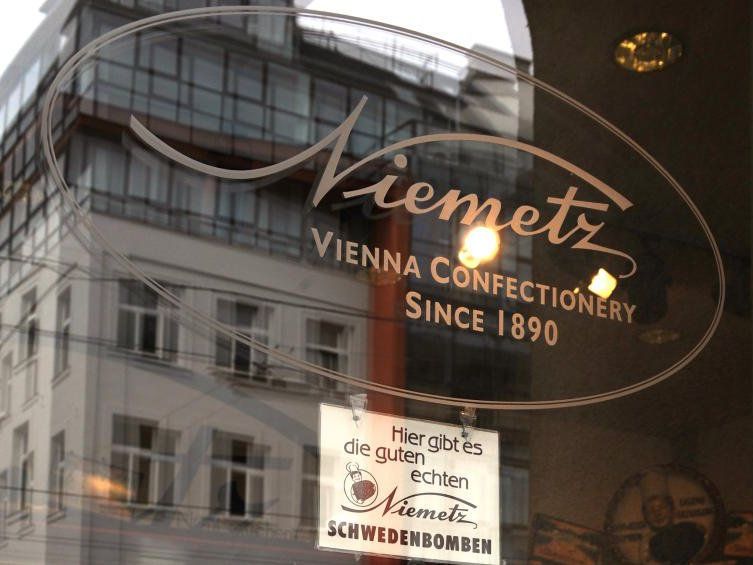 Niemetz
VIENNA CONFECTIONERY
SINCE 1890
Hier gibt es
die guten
echten
Niemetz
SCHWEDENBOMBEN